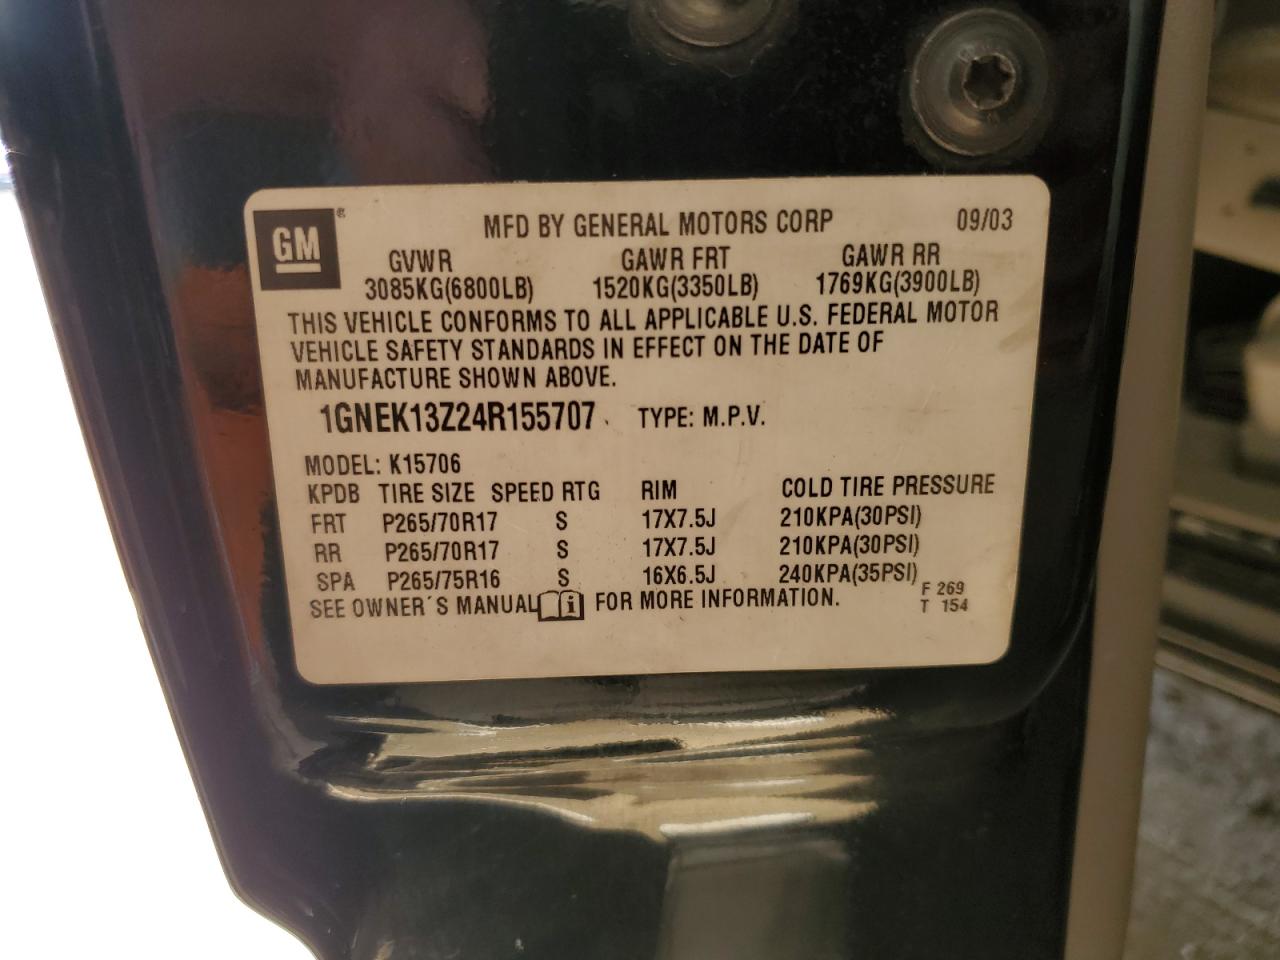 GM ® MFD BY GENERAL MOTORS CORP 09/03
GVWR GAWR FRT GAWR RR
3085KG(6800LB) 1520KG(3350LB) 1769KG(3900LB)
THIS VEHICLE CONFORMS TO ALL APPLICABLE U.S. FEDERAL MOTOR
VEHICLE SAFETY STANDARDS IN EFFECT ON THE DATE OF
MANUFACTURE SHOWN ABOVE.
1GNEK13Z24R155707 TYPE: M.P.V.
MODEL: K15706
KPDB TIRE SIZE SPEED RTG RIM COLD TIRE PRESSURE
FRT P265/70R17 S 17X7.5J 210KPA(30PSI)
RR P265/70R17 S 17X7.5J 210KPA(30PSI)
SPA P265/75R16 S 16X6.5J 240KPA(35PSI)
SEE OWNER´S MANUAL i FOR MORE INFORMATION.
F 269
T 154